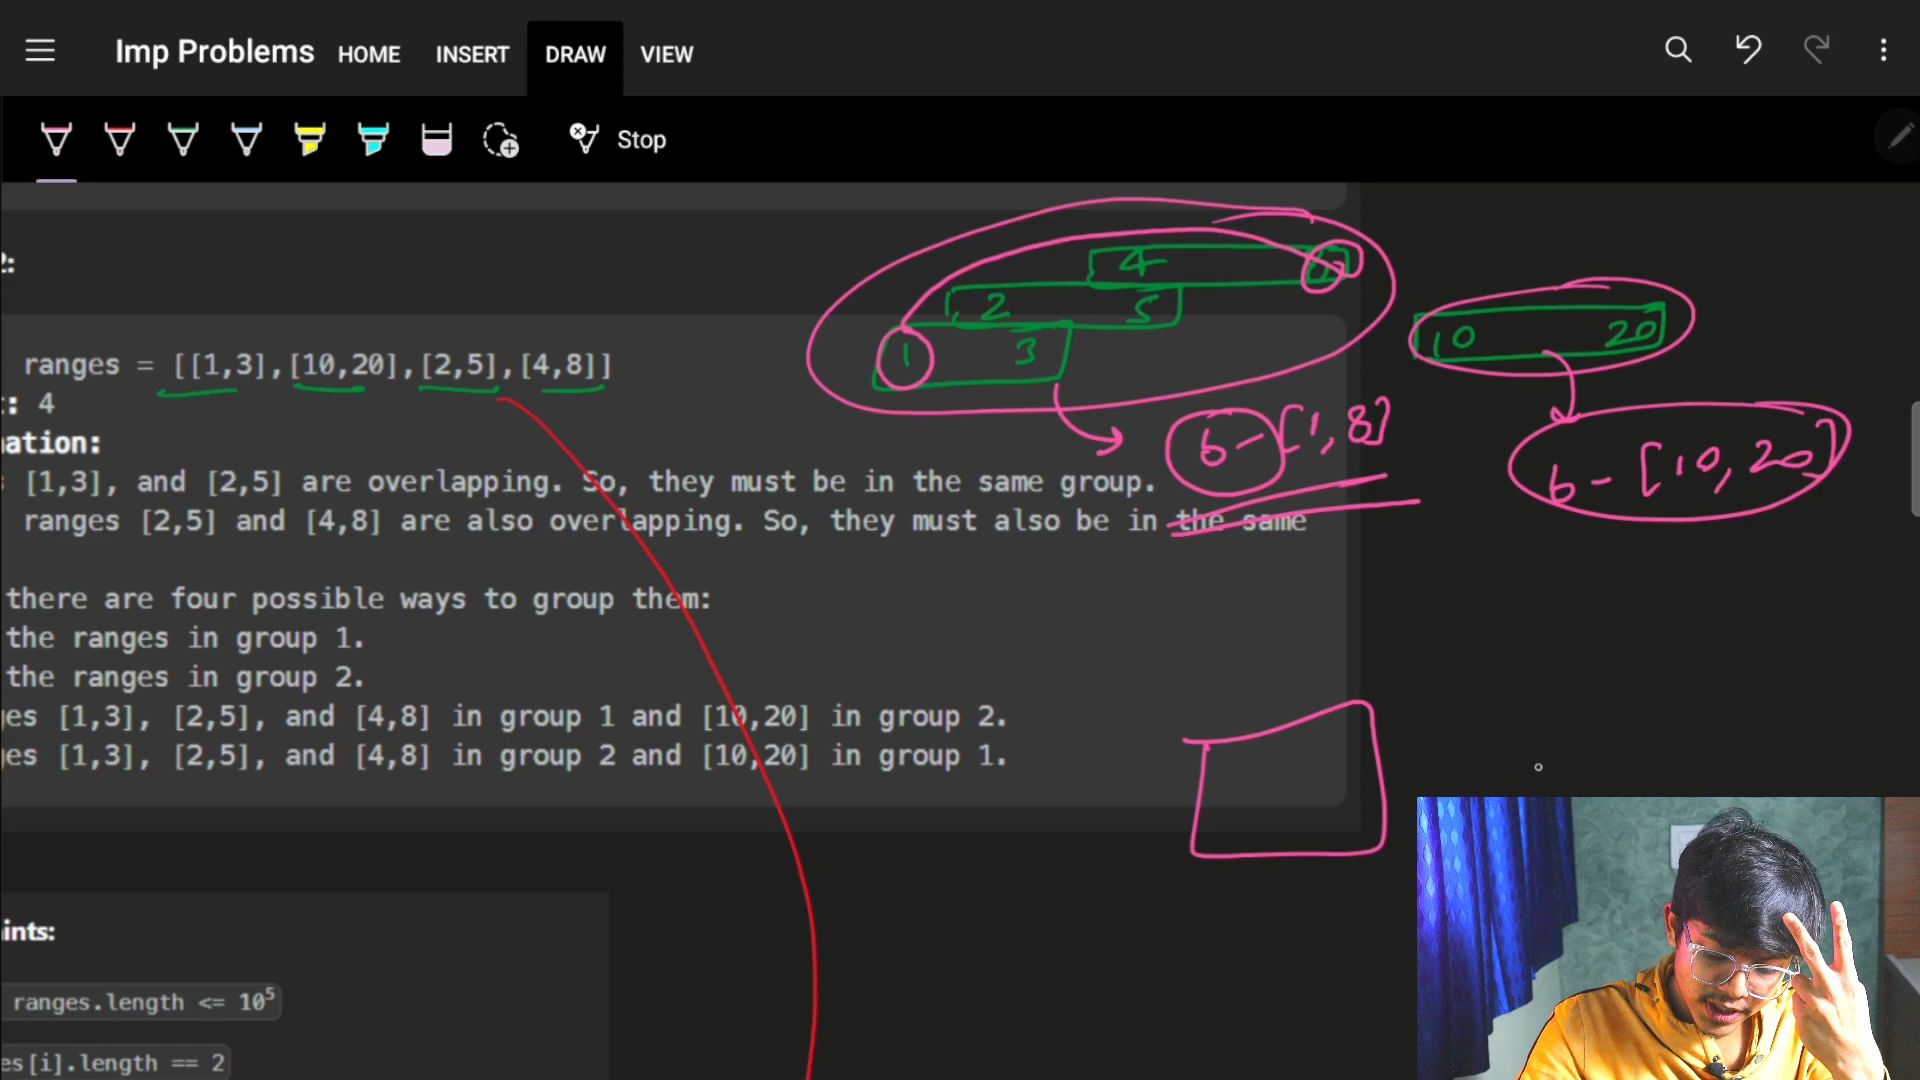 Imp Problems HOME INSERT DRAW VIEW
Stop
2:
ranges = [[1,3],[10,20],[2,5],[4,8]]
: 4
ation:
[1,3], and [2,5] are overlapping. So, they must be in the same group.
ranges [2,5] and [4,8] are also overlapping. So, they must also be in the same
there are four possible ways to group them:
the ranges in group 1.
the ranges in group 2.
es [1,3], [2,5], and [4,8] in group 1 and [10,20] in group 2.
es [1,3], [2,5], and [4,8] in group 2 and [10,20] in group 1.
ints:
ranges.length <= 10⁵
es[i].length == 2
4
2 5
1 3
10 20
6-[1,8]
6-[10,20]